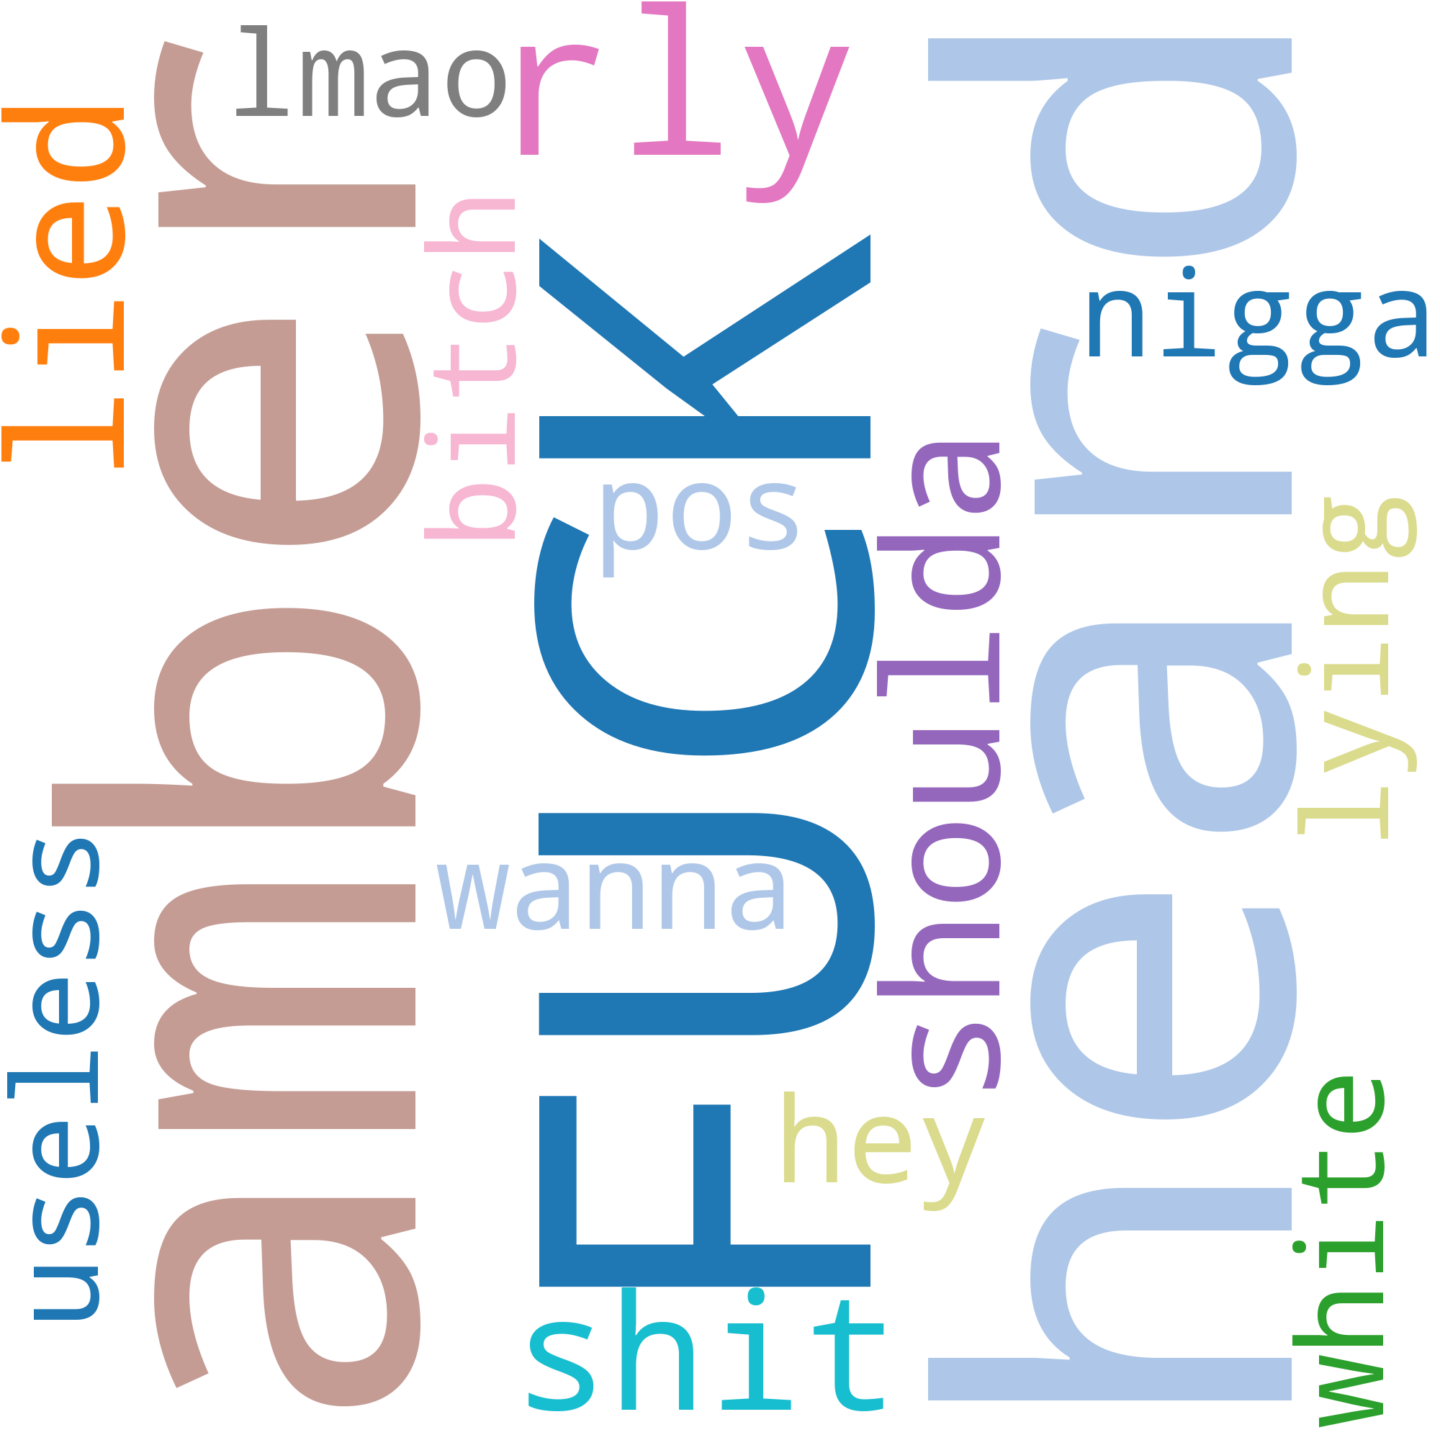 lmao
rly
lied
amber
bitch
FUCK
heard
nigga
pos
shoulda
lying
useless
wanna
hey
white
shit